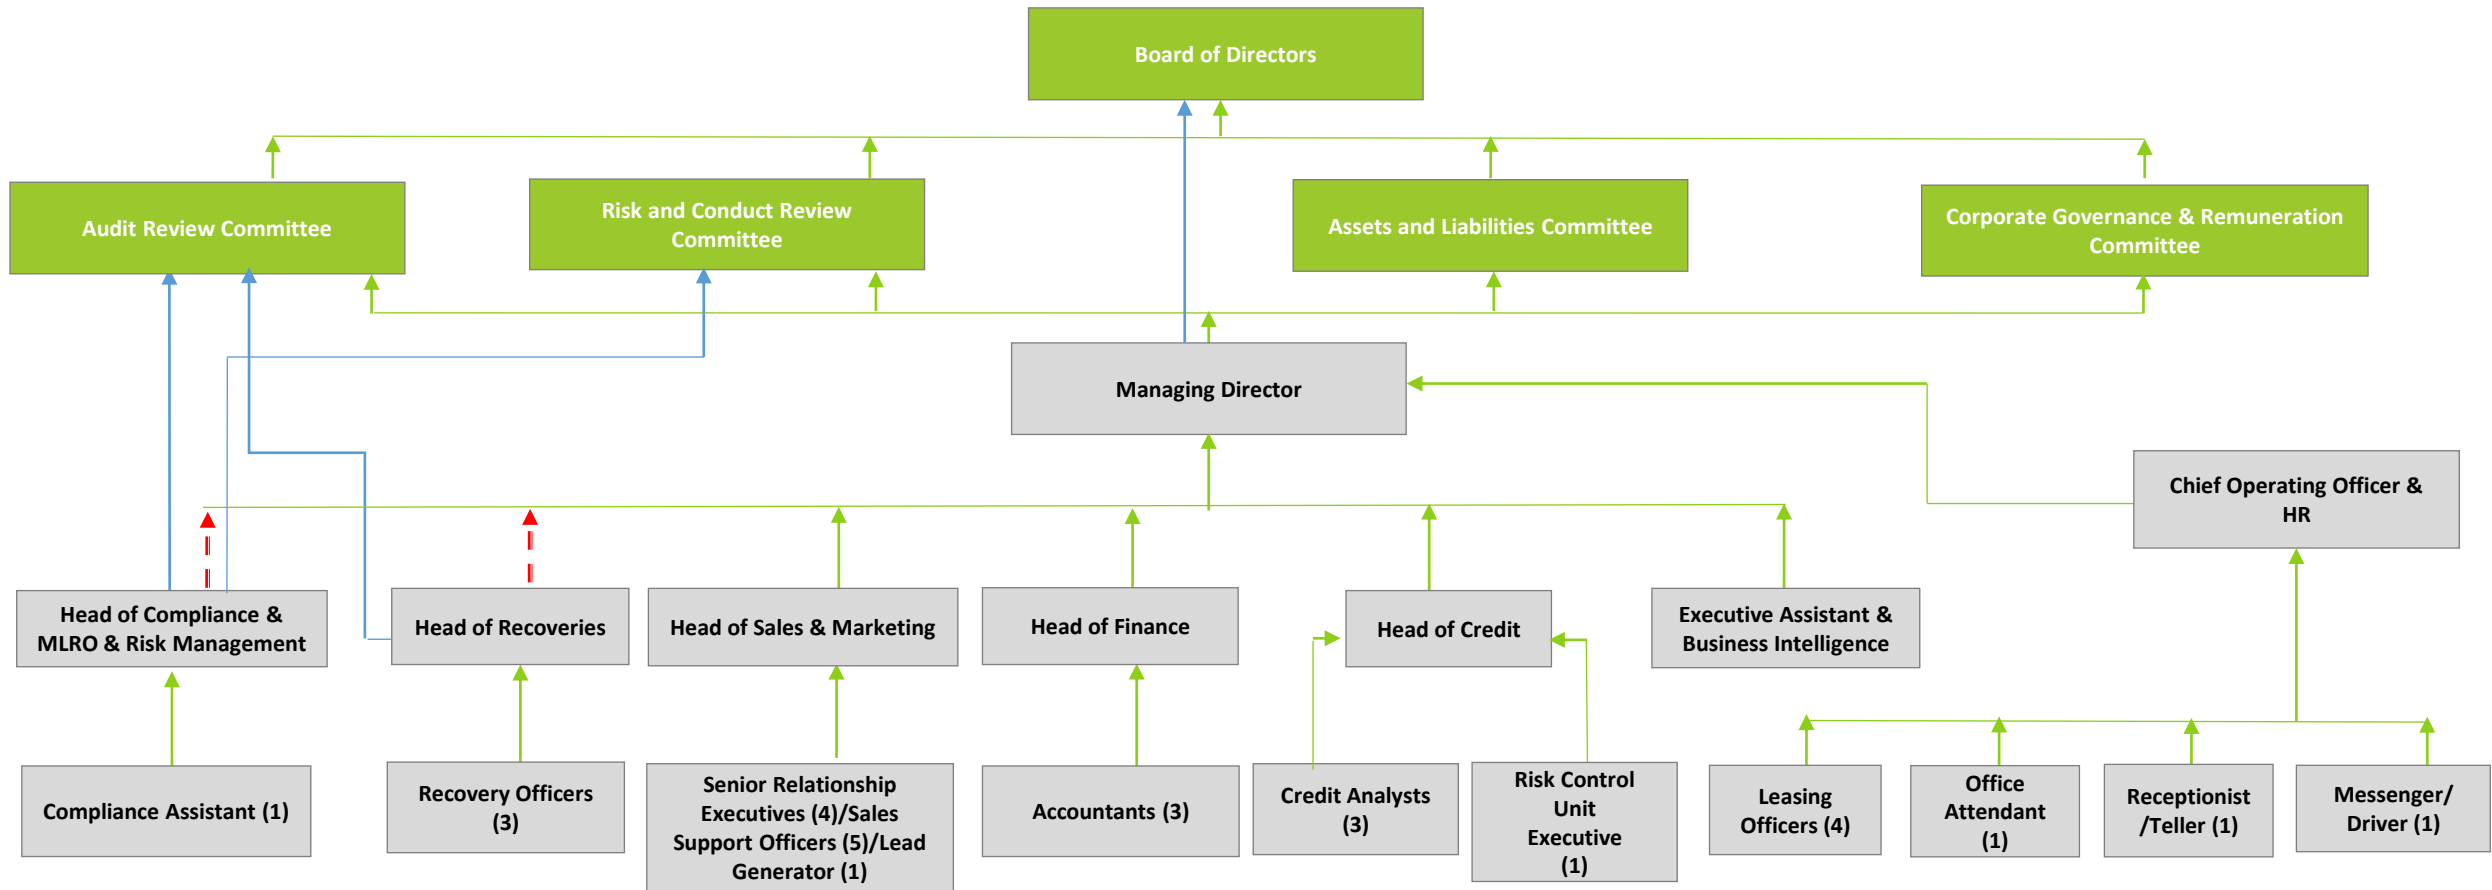 Board of Directors
Audit Review Committee
Risk and Conduct Review
Committee
Assets and Liabilities Committee
Corporate Governance & Remuneration
Committee
Managing Director
Chief Operating Officer &
HR
Head of Compliance &
MLRO & Risk Management
Head of Recoveries
Head of Sales & Marketing
Head of Finance
Head of Credit
Executive Assistant &
Business Intelligence
Compliance Assistant (1)
Recovery Officers
(3)
Senior Relationship
Executives (4)/Sales
Support Officers (5)/Lead
Generator (1)
Accountants (3)
Credit Analysts
(3)
Risk Control
Unit
Executive
(1)
Leasing
Officers (4)
Office
Attendant
(1)
Receptionist
/Teller (1)
Messenger/
Driver (1)